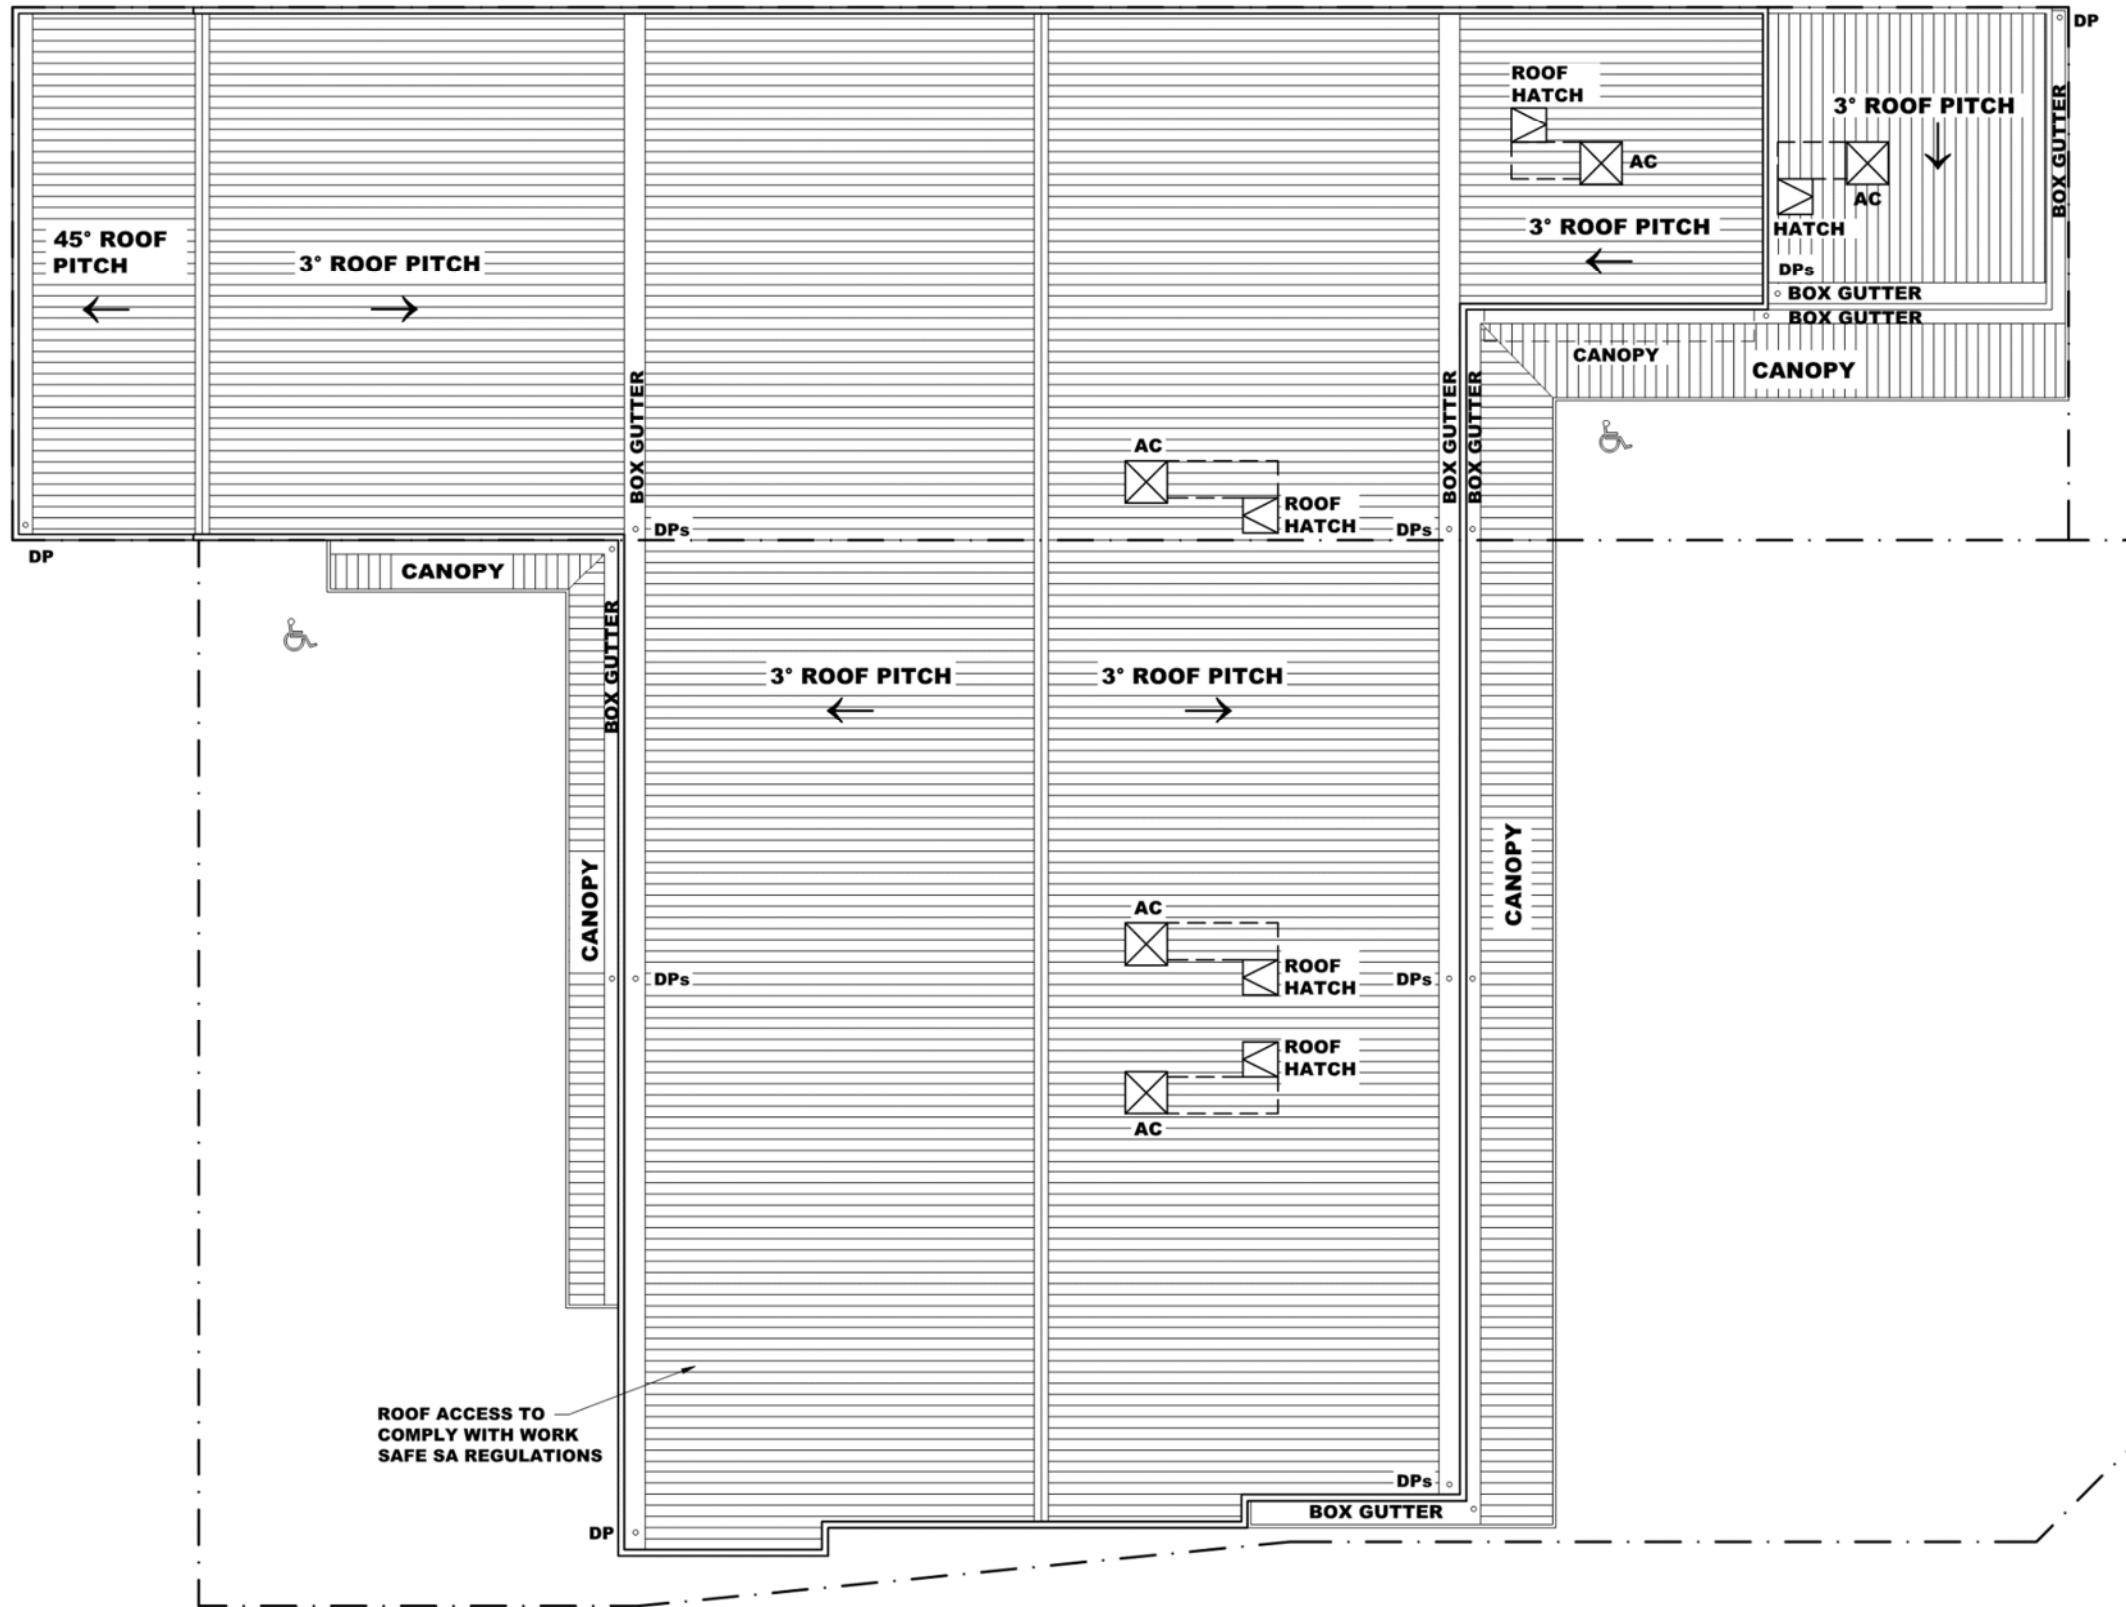 DP
ROOF
HATCH
AC
3° ROOF PITCH
BOX GUTTER
AC
HATCH
3° ROOF PITCH
45° ROOF
PITCH
3° ROOF PITCH
DPs
BOX GUTTER
BOX GUTTER
CANOPY
CANOPY
BOX GUTTER
BOX GUTTER
BOX GUTTER
AC
ROOF
HATCH
DPs
DPs
DP
CANOPY
BOX GUTTER
3° ROOF PITCH
3° ROOF PITCH
CANOPY
CANOPY
AC
ROOF
HATCH
DPs
DPs
ROOF
HATCH
AC
ROOF ACCESS TO
COMPLY WITH WORK
SAFE SA REGULATIONS
DPs
BOX GUTTER
DP